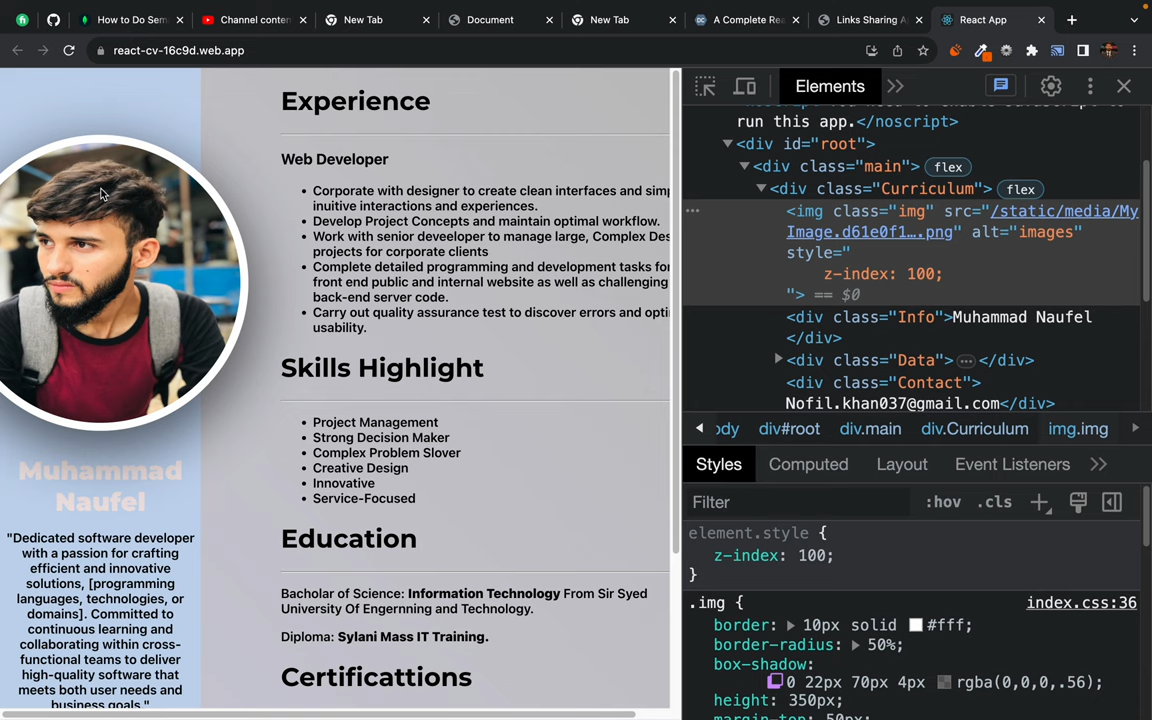 How to Do Sem
Channel conten
New Tab
Document
New Tab
A Complete Rea
Links Sharing A
React App
react-cv-16c9d.web.app
Experience
Web Developer
Corporate with designer to create clean interfaces and simp
inuitive interactions and experiences.
Develop Project Concepts and maintain optimal workflow.
Work with senior deveeloper to manage large, Complex Des
projects for corporate clients
Complete detailed programming and development tasks for
front end public and internal website as well as challenging
back-end server code.
Carry out quality assurance test to discover errors and opti
usability.
Skills Highlight
Project Management
Strong Decision Maker
Complex Problem Slover
Creative Design
Innovative
Service-Focused
Education
Bacholar of Science: Information Technology From Sir Syed
University Of Engernning and Technology.
Diploma: Sylani Mass IT Training.
Certificattions
Muhammad
Naufel
"Dedicated software developer
with a passion for crafting
efficient and innovative
solutions, [programming
languages, technologies, or
domains]. Committed to
continuous learning and
collaborating within cross-
functional teams to deliver
high-quality software that
meets both user needs and
business goals."
Elements
run this app.</noscript>
<div id="root">
<div class="main"> flex
<div class="Curriculum"> flex
<img class="img" src="/static/media/My
Image.d61e0f1….png" alt="images"
style="
z-index: 100;
"> == $0
<div class="Info">Muhammad Naufel
</div>
<div class="Data"> … </div>
<div class="Contact">
Nofil.khan037@gmail.com</div>
body div#root div.main div.Curriculum img.img
Styles Computed Layout Event Listeners
Filter :hov .cls
element.style {
z-index: 100;
}
.img { index.css:36
border: 10px solid #fff;
border-radius: 50%;
box-shadow:
0 22px 70px 4px rgba(0,0,0,.56);
height: 350px;
margin-top: 50px;